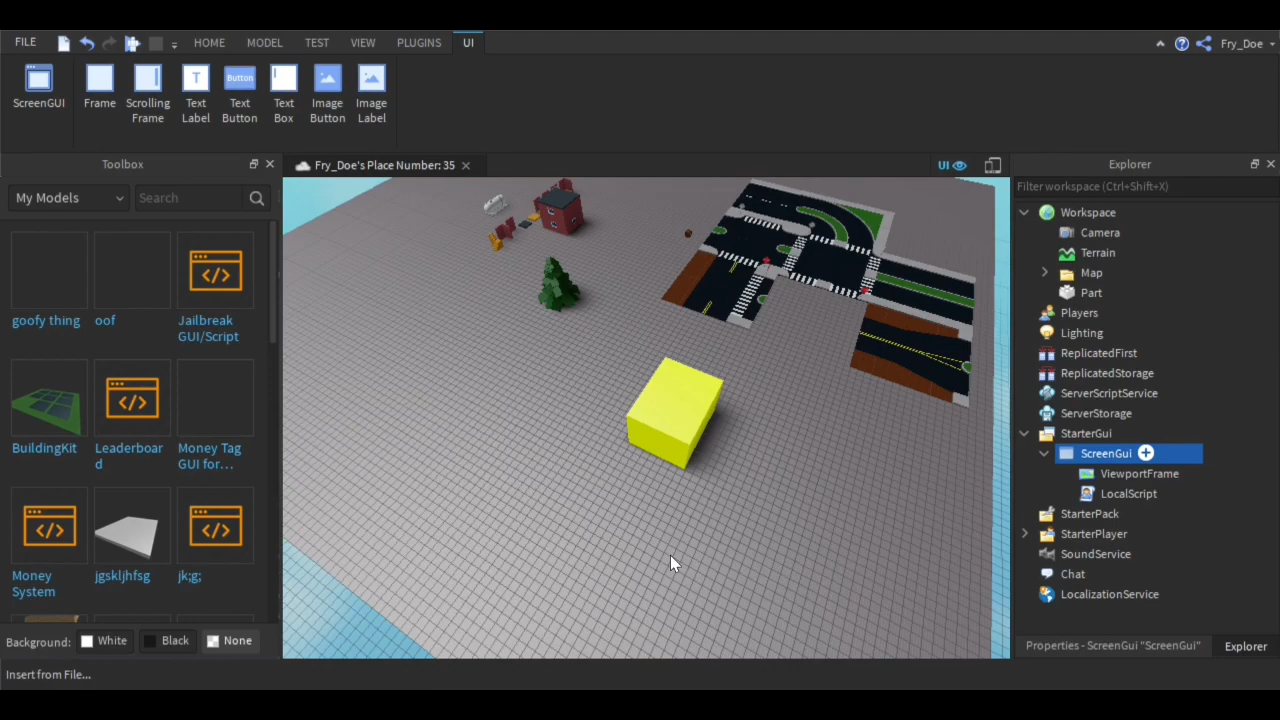 FILE
HOME
MODEL
TEST
VIEW
PLUGINS
UI
Fry_Doe
ScreenGUI
Frame
Scrolling
Frame
Text
Label
Button
Text
Button
Text
Box
Image
Button
Image
Label
Toolbox
Fry_Doe's Place Number: 35
UI
Explorer
My Models
Search
Filter workspace (Ctrl+Shift+X)
goofy thing
oof
Jailbreak
GUI/Script
BuildingKit
Leaderboar
d
Money Tag
GUI for...
Money
System
jgskljhfsg
jk;g;
Background:
White
Black
None
Insert from File...
Workspace
Camera
Terrain
Map
Part
Players
Lighting
ReplicatedFirst
ReplicatedStorage
ServerScriptService
ServerStorage
StarterGui
ScreenGui
ViewportFrame
LocalScript
StarterPack
StarterPlayer
SoundService
Chat
LocalizationService
Properties - ScreenGui "ScreenGui"
Explorer